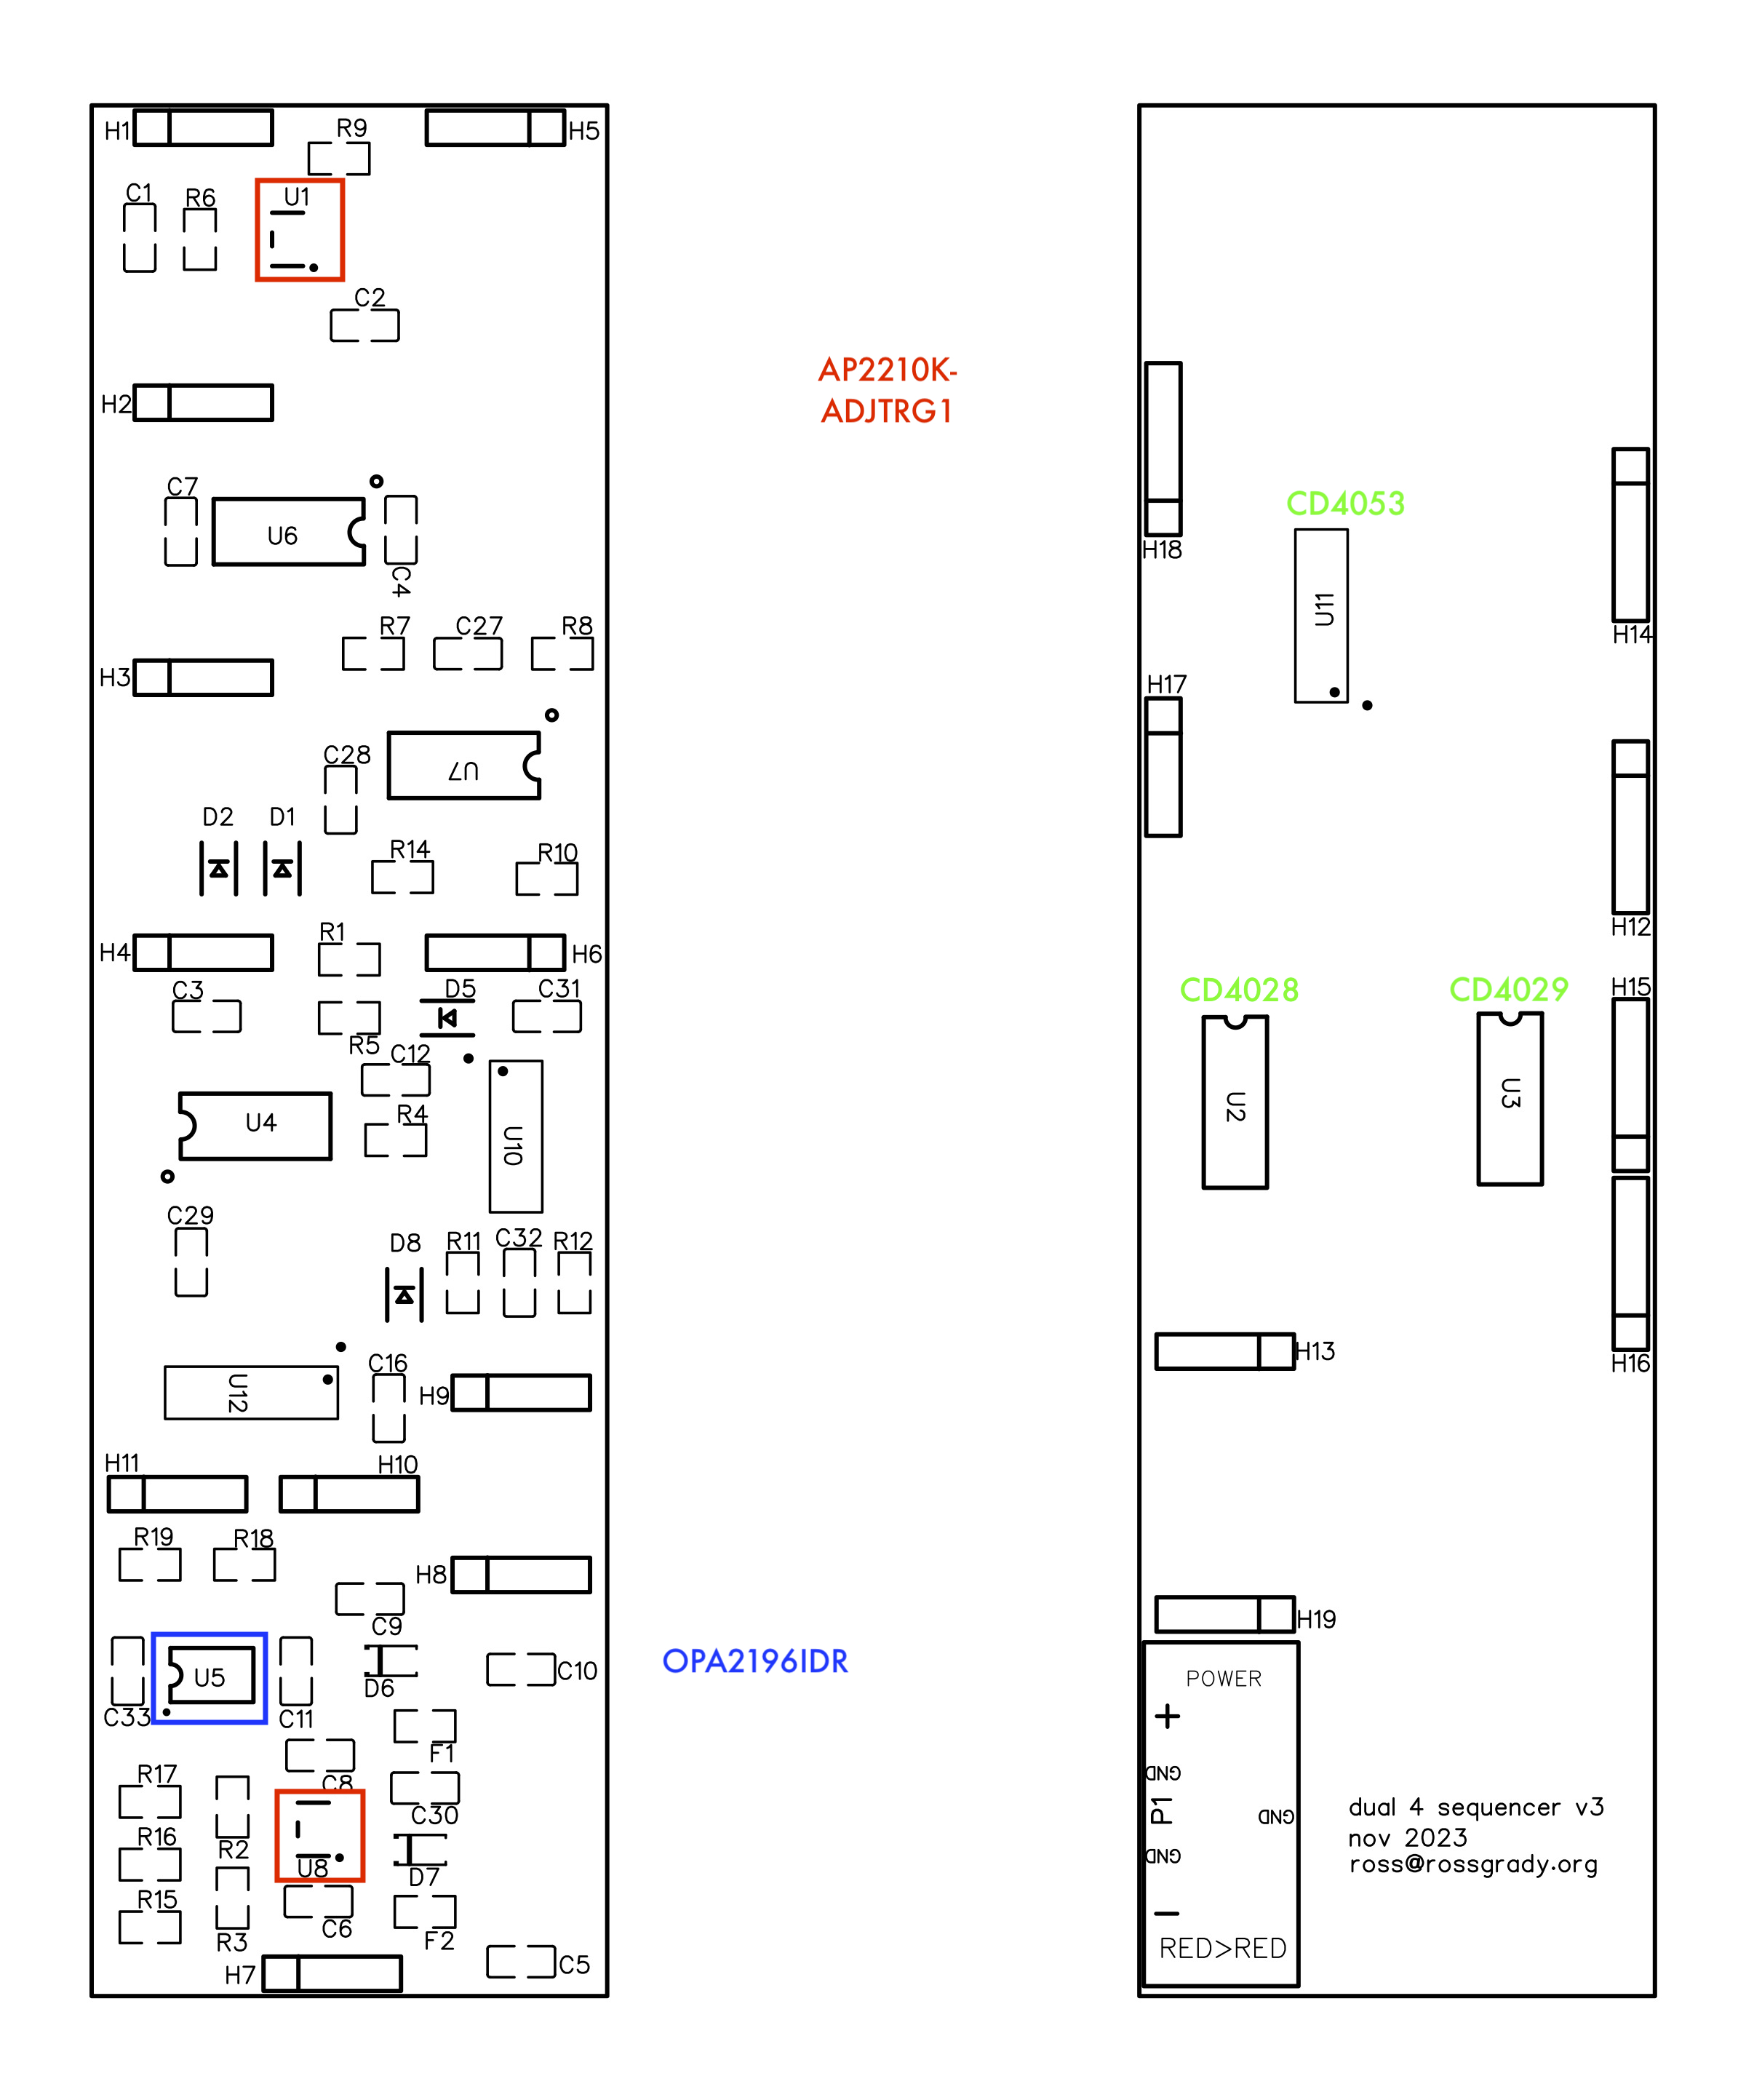 H1
R9
H5
C1
R6
U1
C2
AP2210K-
ADJTRG1
H2
C7
U6
C4
CD4053
H18
U11
H14
R7
C27
R8
H3
H17
C28
U7
D2
D1
R14
R10
H12
R1
H4
H6
C3
D5
C31
CD4028
CD4029
H15
R5
C12
R4
U4
U10
U2
U3
C29
D8
R11
C32
R12
H13
H16
U12
C16
H9
H11
H10
R19
R18
H8
C9
H19
C33
U5
C11
D6
C10
OPA2196IDR
POWER
+
F1
R17
C8
GND
C30
P1
GND
dual 4 sequencer v3
R16
R2
nov 2023
U8
D7
GND
ross@rossgrady.org
R15
C6
R3
F2
−
RED>RED
H7
C5